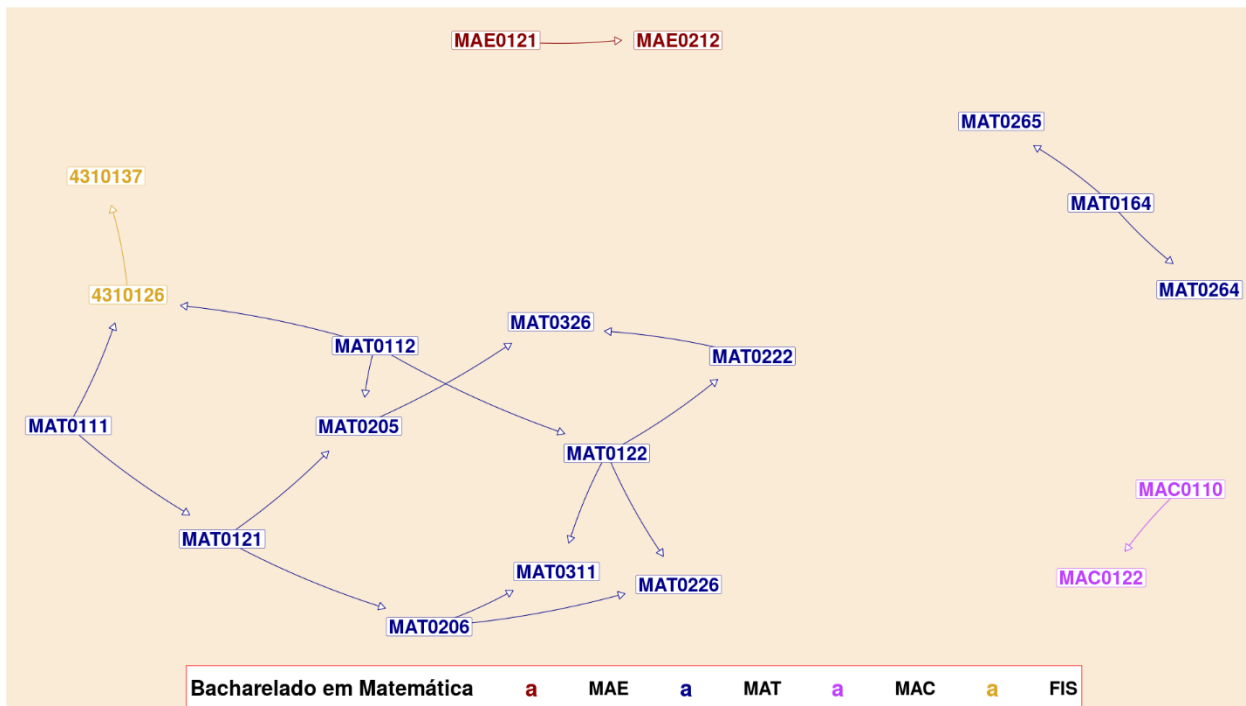 MAE0121 MAE0212
MAT0265
4310137
MAT0164
MAT0264
4310126
MAT0326
MAT0112
MAT0222
MAT0111
MAT0205
MAT0122
MAC0110
MAT0121
MAT0311
MAC0122
MAT0226
MAT0206
Bacharelado em Matemática a MAE a MAT a MAC a FIS